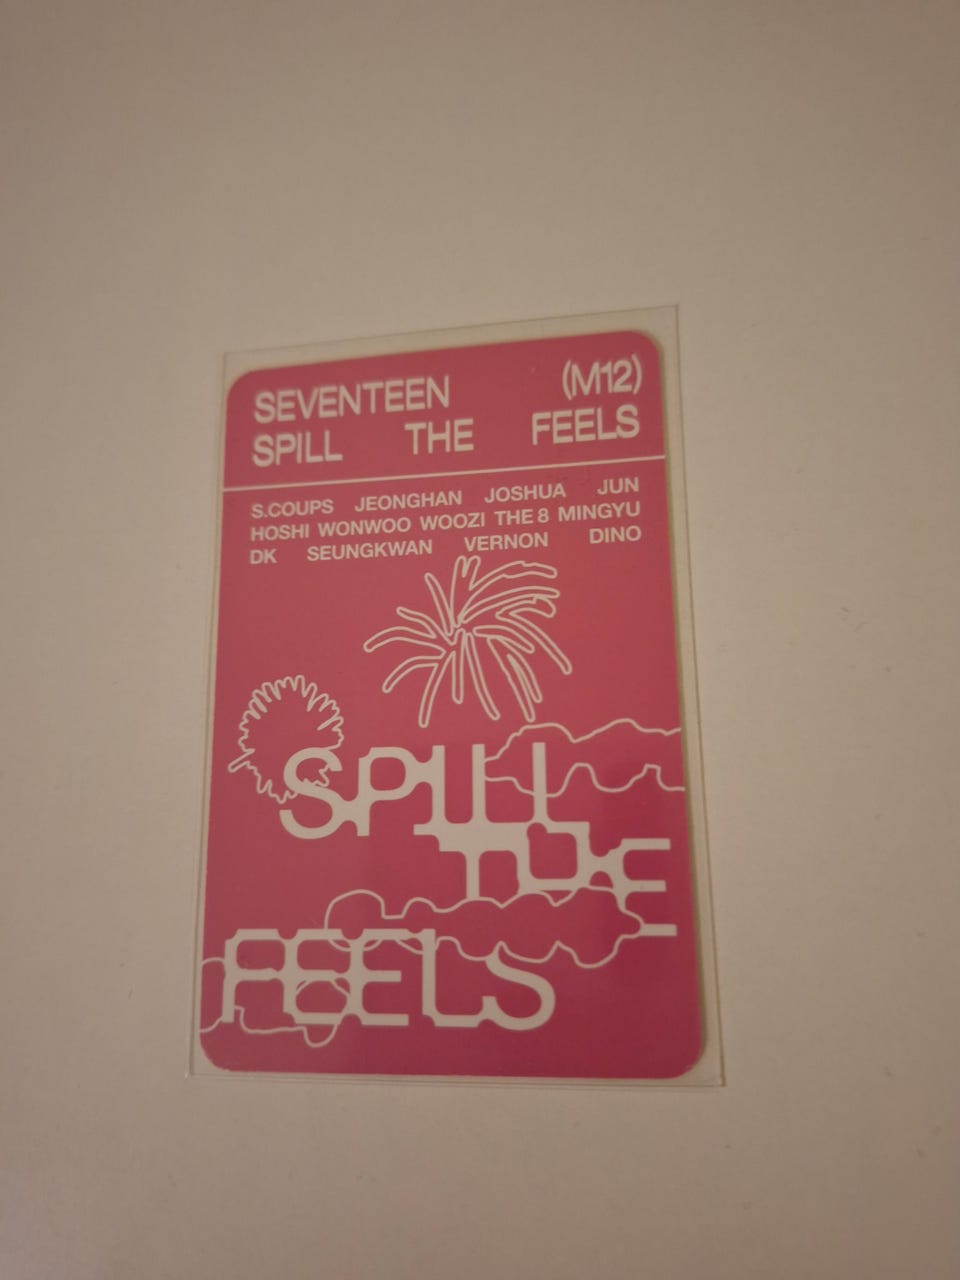 SEVENTEEN (M12)
SPILL THE FEELS
S.COUPS JEONGHAN JOSHUA JUN
HOSHI WONWOO WOOZI THE 8 MINGYU
DK SEUNGKWAN VERNON DINO
SPILL
THE
FEELS